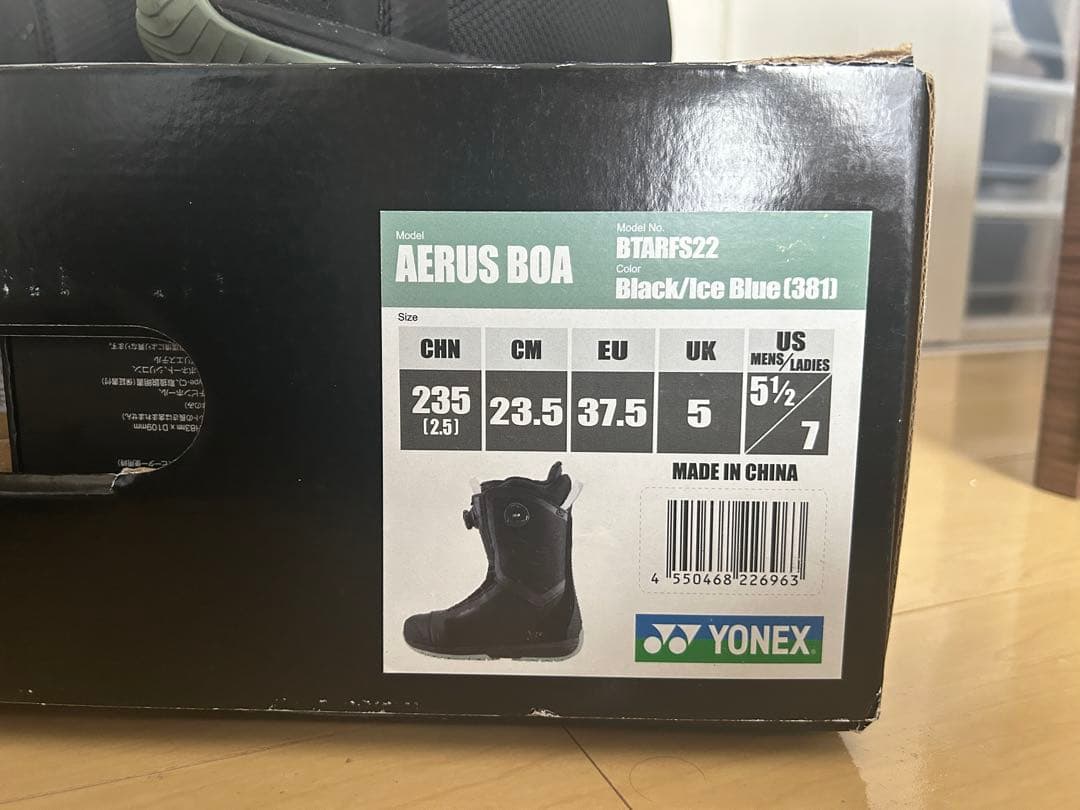 Model
AERUS BOA
Model No.
BTARFS22
Color
Black/Ice Blue(381)
Size
CHN CM EU UK US MENS/LADIES
235 (2.5) 23.5 37.5 5 5½ 7
MADE IN CHINA
4 550468 226963
YONEX